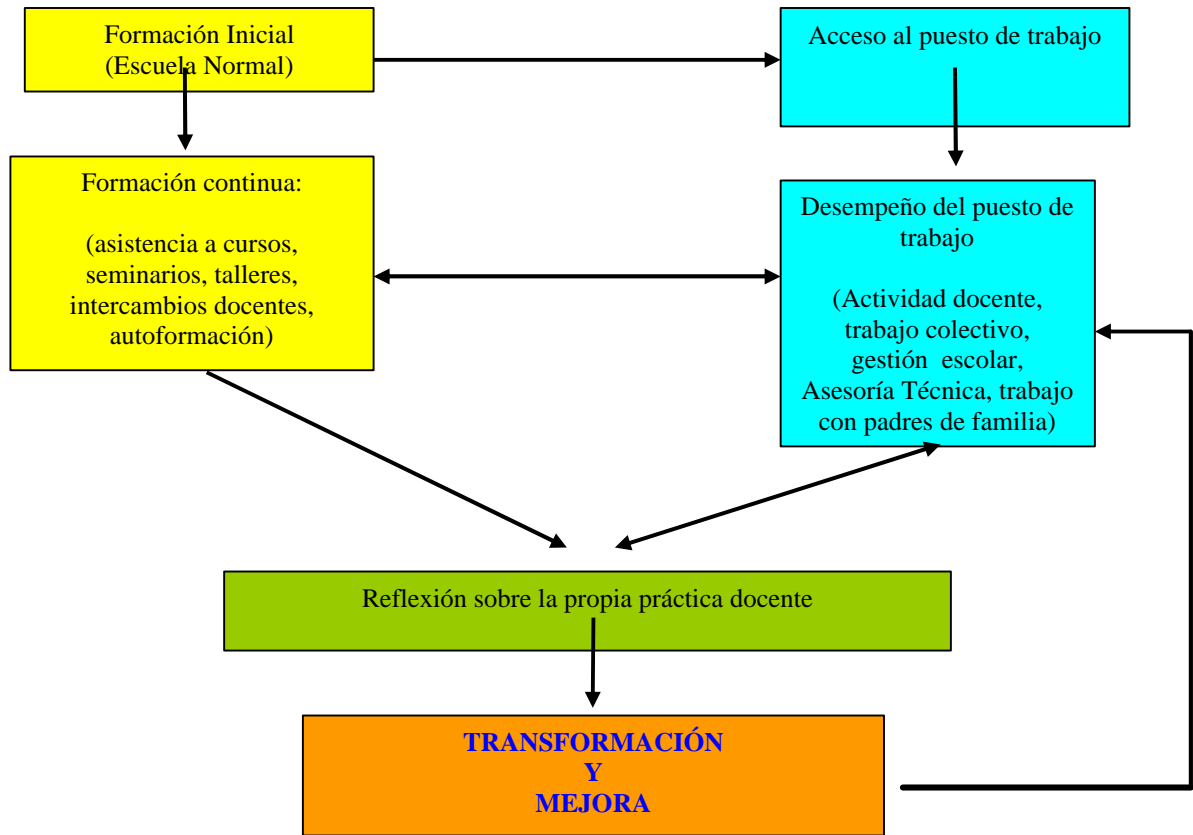 Formación Inicial
(Escuela Normal)
Acceso al puesto de trabajo
Formación continua:
(asistencia a cursos,
seminarios, talleres,
intercambios docentes,
autoformación)
Desempeño del puesto de
trabajo
(Actividad docente,
trabajo colectivo,
gestión escolar,
Asesoría Técnica, trabajo
con padres de familia)
Reflexión sobre la propia práctica docente
TRANSFORMACIÓN
Y
MEJORA